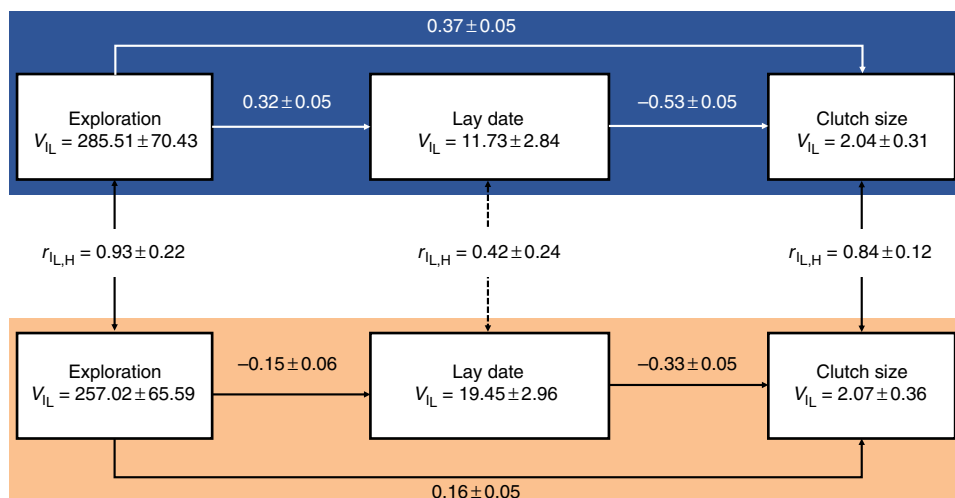 0.37±0.05
Exploration
V_IL = 285.51±70.43
0.32±0.05
Lay date
V_IL = 11.73±2.84
−0.53±0.05
Clutch size
V_IL = 2.04±0.31
r_IL,H = 0.93±0.22
r_IL,H = 0.42±0.24
r_IL,H = 0.84±0.12
Exploration
V_IL = 257.02±65.59
−0.15±0.06
Lay date
V_IL = 19.45±2.96
−0.33±0.05
Clutch size
V_IL = 2.07±0.36
0.16±0.05